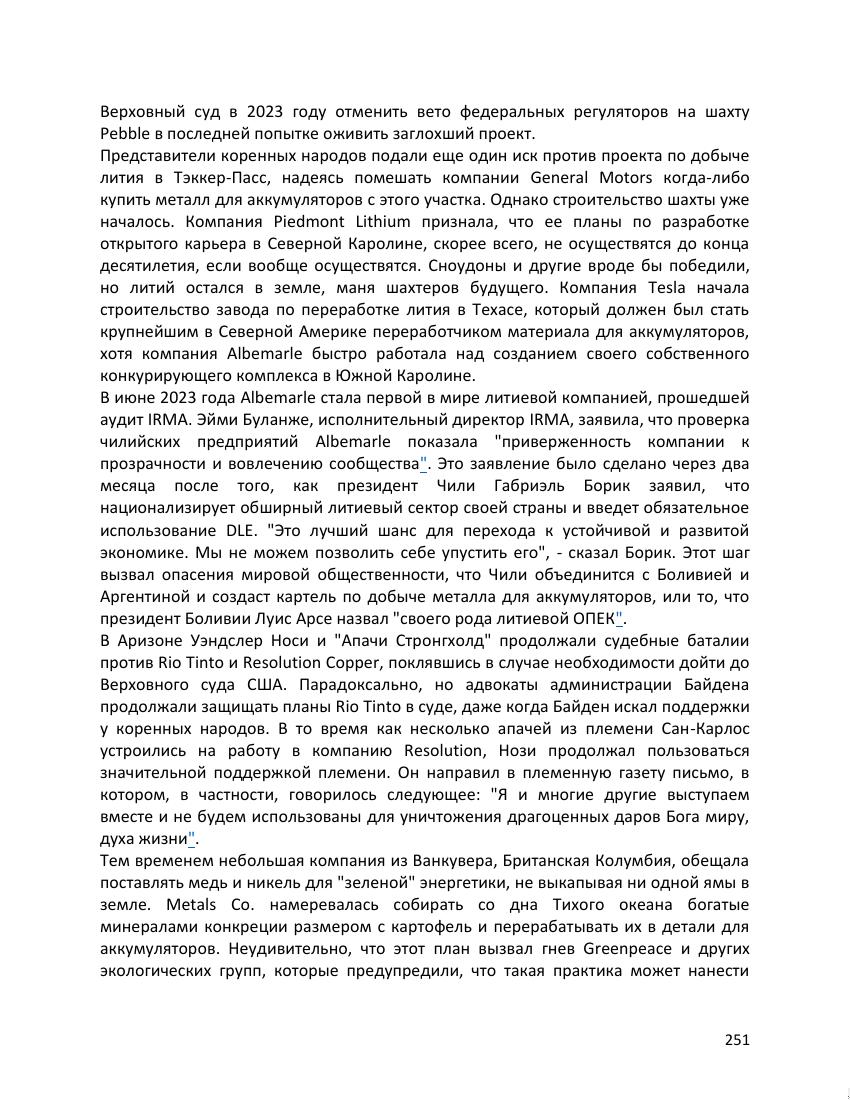 Верховный суд в 2023 году отменить вето федеральных регуляторов на шахту
Pebble в последней попытке оживить заглохший проект.
Представители коренных народов подали еще один иск против проекта по добыче
лития в Тэккер-Пасс, надеясь помешать компании General Motors когда-либо
купить металл для аккумуляторов с этого участка. Однако строительство шахты уже
началось. Компания Piedmont Lithium признала, что ее планы по разработке
открытого карьера в Северной Каролине, скорее всего, не осуществятся до конца
десятилетия, если вообще осуществятся. Сноудоны и другие вроде бы победили,
но литий остался в земле, маня шахтеров будущего. Компания Tesla начала
строительство завода по переработке лития в Техасе, который должен был стать
крупнейшим в Северной Америке переработчиком материала для аккумуляторов,
хотя компания Albemarle быстро работала над созданием своего собственного
конкурирующего комплекса в Южной Каролине.
В июне 2023 года Albemarle стала первой в мире литиевой компанией, прошедшей
аудит IRMA. Эйми Буланже, исполнительный директор IRMA, заявила, что проверка
чилийских предприятий Albemarle показала "приверженность компании к
прозрачности и вовлечению сообщества". Это заявление было сделано через два
месяца после того, как президент Чили Габриэль Борик заявил, что
национализирует обширный литиевый сектор своей страны и введет обязательное
использование DLE. "Это лучший шанс для перехода к устойчивой и развитой
экономике. Мы не можем позволить себе упустить его", - сказал Борик. Этот шаг
вызвал опасения мировой общественности, что Чили объединится с Боливией и
Аргентиной и создаст картель по добыче металла для аккумуляторов, или то, что
президент Боливии Луис Арсе назвал "своего рода литиевой ОПЕК".
В Аризоне Уэндслер Носи и "Апачи Стронгхолд" продолжали судебные баталии
против Rio Tinto и Resolution Copper, поклявшись в случае необходимости дойти до
Верховного суда США. Парадоксально, но адвокаты администрации Байдена
продолжали защищать планы Rio Tinto в суде, даже когда Байден искал поддержки
у коренных народов. В то время как несколько апачей из племени Сан-Карлос
устроились на работу в компанию Resolution, Нози продолжал пользоваться
значительной поддержкой племени. Он направил в племенную газету письмо, в
котором, в частности, говорилось следующее: "Я и многие другие выступаем
вместе и не будем использованы для уничтожения драгоценных даров Бога миру,
духа жизни".
Тем временем небольшая компания из Ванкувера, Британская Колумбия, обещала
поставлять медь и никель для "зеленой" энергетики, не выкапывая ни одной ямы в
земле. Metals Co. намеревалась собирать со дна Тихого океана богатые
минералами конкреции размером с картофель и перерабатывать их в детали для
аккумуляторов. Неудивительно, что этот план вызвал гнев Greenpeace и других
экологических групп, которые предупредили, что такая практика может нанести
251